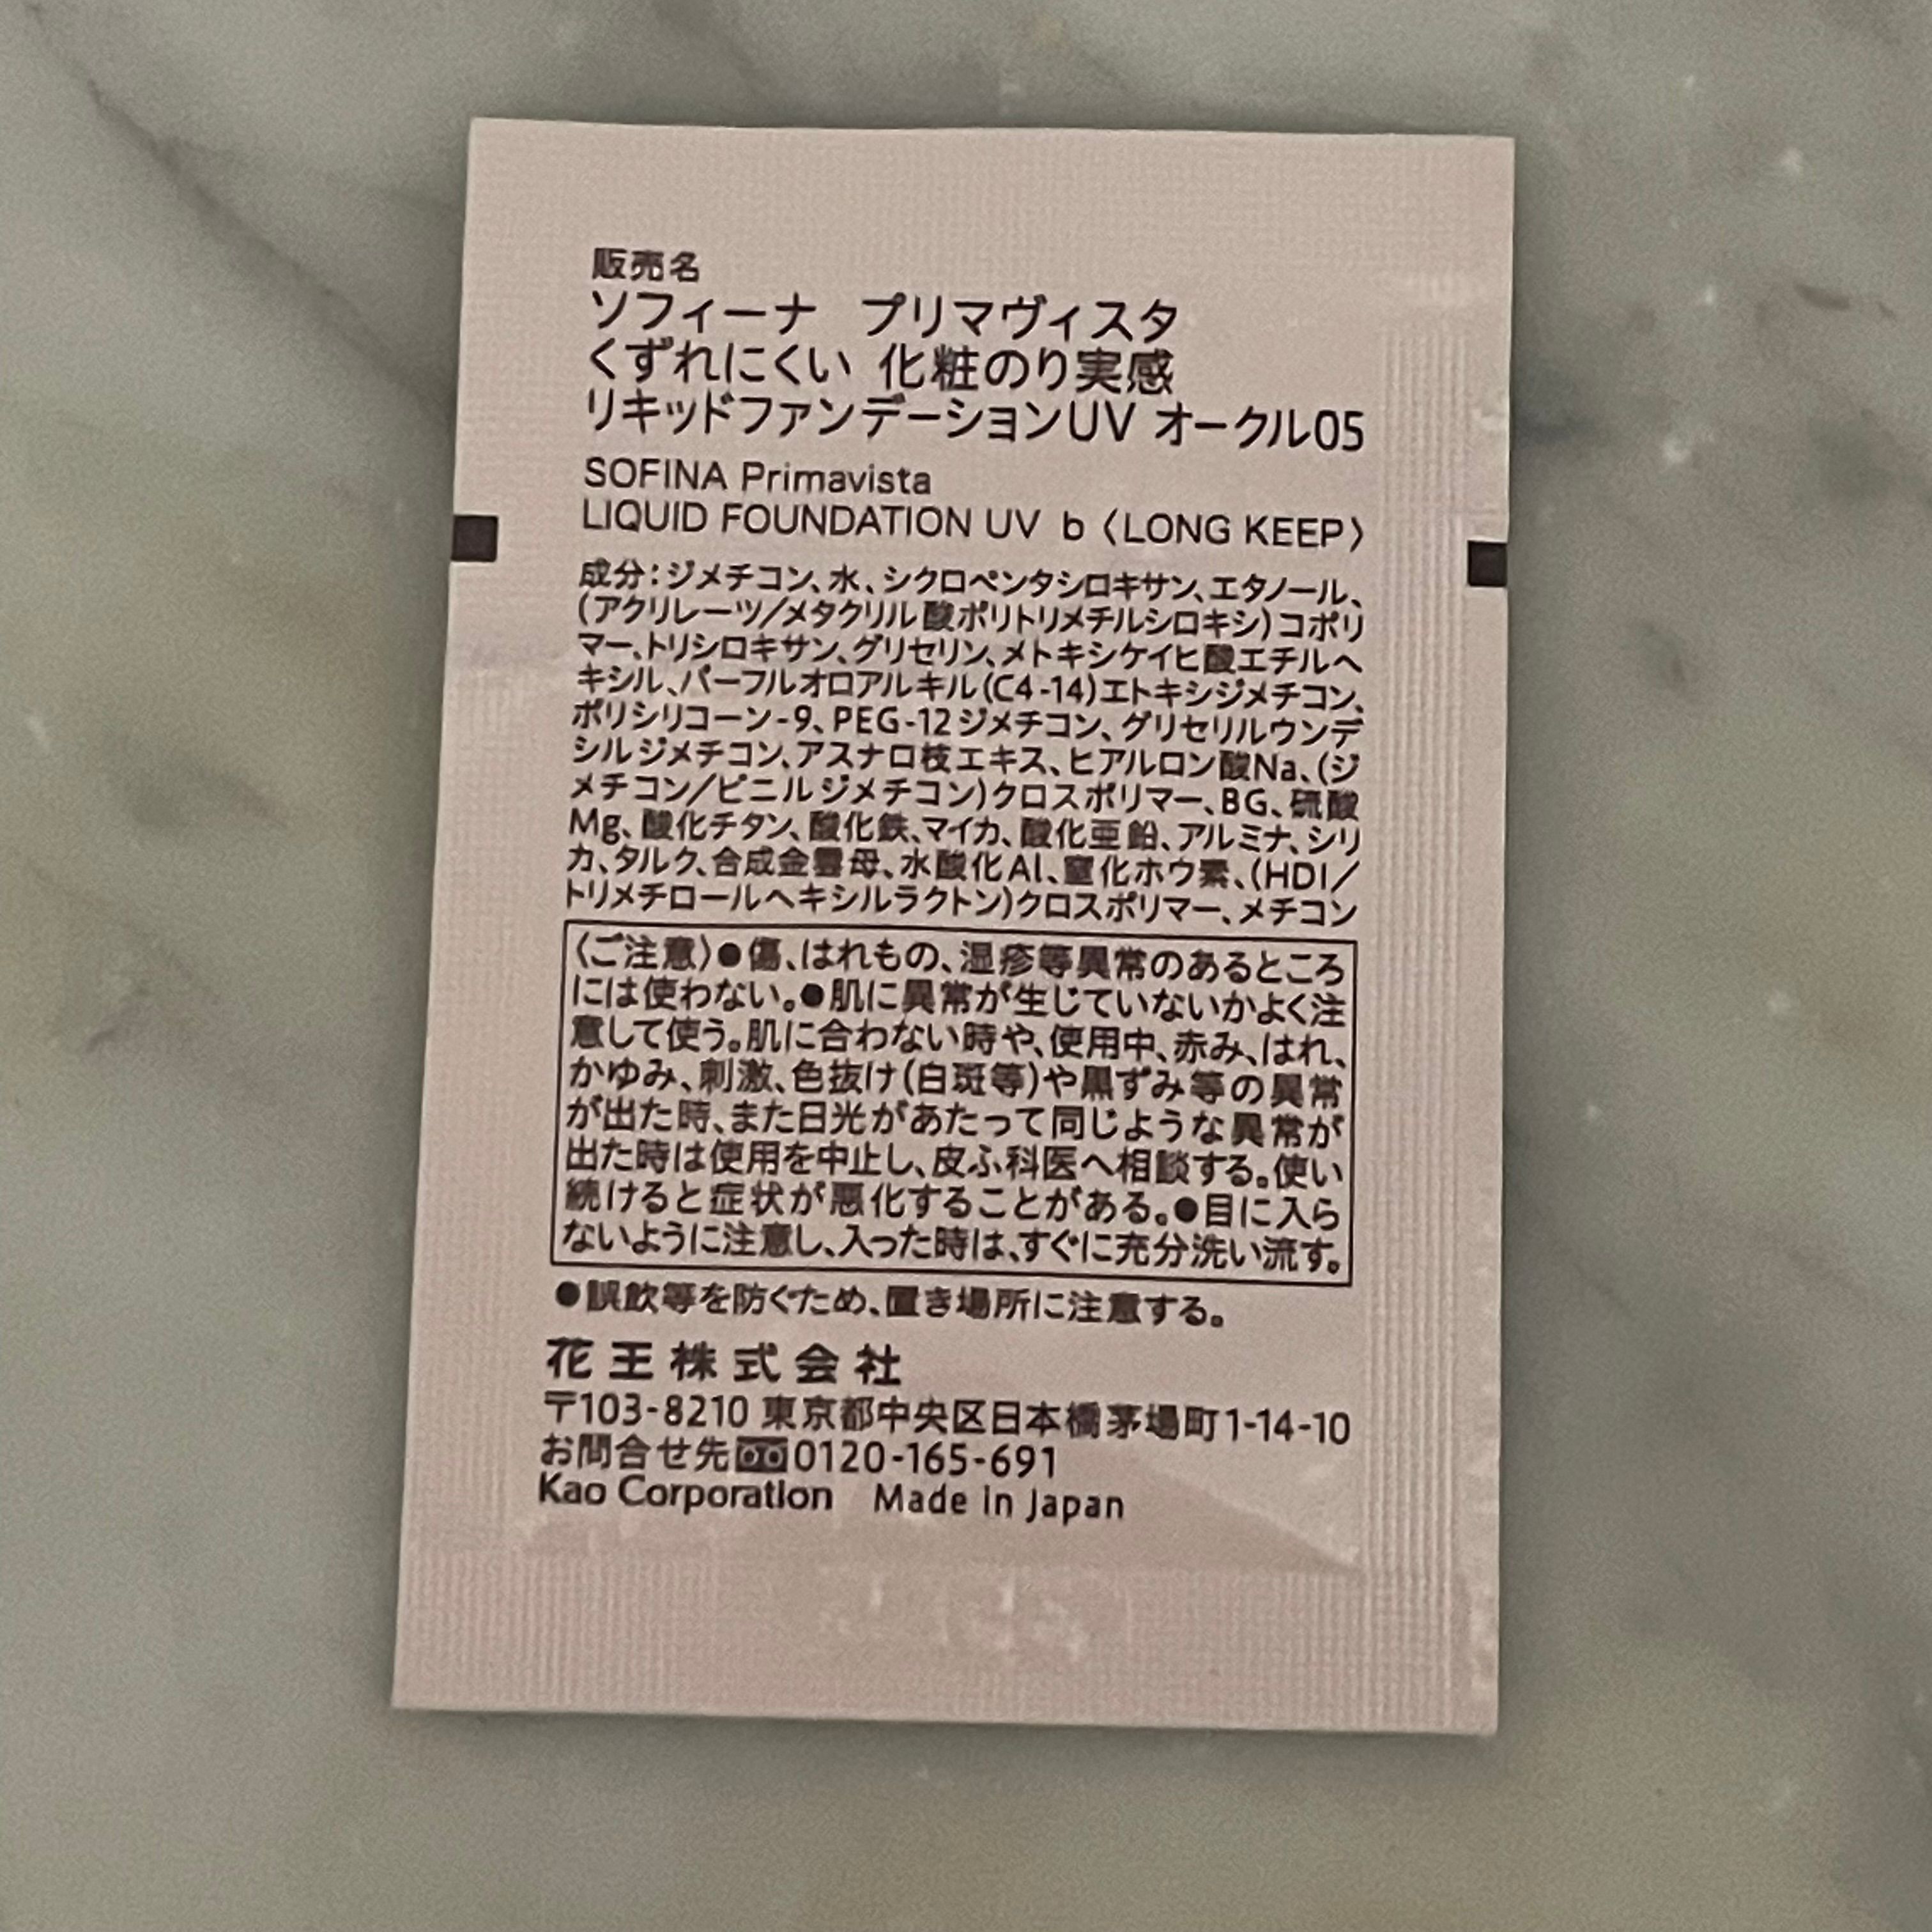 販売名
ソフィーナ プリマヴィスタ
くずれにくい 化粧のり実感
リキッドファンデーションUV オークル05
SOFINA Primavista
LIQUID FOUNDATION UV b 〈LONG KEEP〉
成分：ジメチコン、水、シクロペンタシロキサン、エタノール、
(アクリレーツ/メタクリル酸ポリトリメチルシロキシ)コポリ
マー、トリシロキサン、グリセリン、メトキシケイヒ酸エチルヘ
キシル、パーフルオロアルキル(C4-14)エトキシジメチコン、
ポリシリコーン-9、PEG-12ジメチコン、グリセリルウンデ
シルジメチコン、アスナロ枝エキス、ヒアルロン酸Na、(ジ
メチコン/ビニルジメチコン)クロスポリマー、BG、硫酸
Mg、酸化チタン、酸化鉄、マイカ、酸化亜鉛、アルミナ、シリ
カ、タルク、合成金雲母、水酸化Al、窒化ホウ素、(HDI/
トリメチロールヘキシルラクトン)クロスポリマー、メチコン
〈ご注意〉●傷、はれもの、湿疹等異常のあるところ
には使わない。●肌に異常が生じていないかよく注
意して使う。肌に合わない時や、使用中、赤み、はれ、
かゆみ、刺激、色抜け(白斑等)や黒ずみ等の異常
が出た時、また日光があたって同じような異常が
出た時は使用を中止し、皮ふ科医へ相談する。使い
続けると症状が悪化することがある。●目に入ら
ないように注意し、入った時は、すぐに充分洗い流す。
●誤飲等を防ぐため、置き場所に注意する。
花王株式会社
〒103-8210 東京都中央区日本橋茅場町1-14-10
お問合せ先 0120-165-691
Kao Corporation Made in Japan